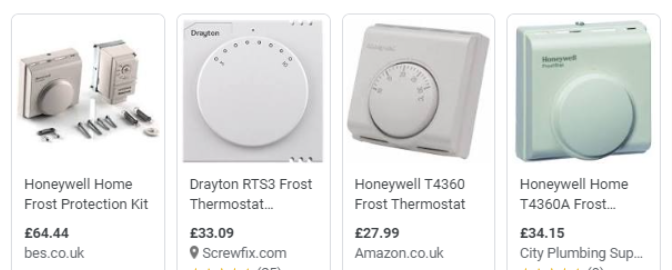 Drayton
Honeywell
Honeywell Home
Frost Protection Kit
£64.44
bes.co.uk
Drayton RTS3 Frost
Thermostat...
£33.09
Screwfix.com
Honeywell T4360
Frost Thermostat
£27.99
Amazon.co.uk
Honeywell Home
T4360A Frost...
£34.15
City Plumbing Sup...